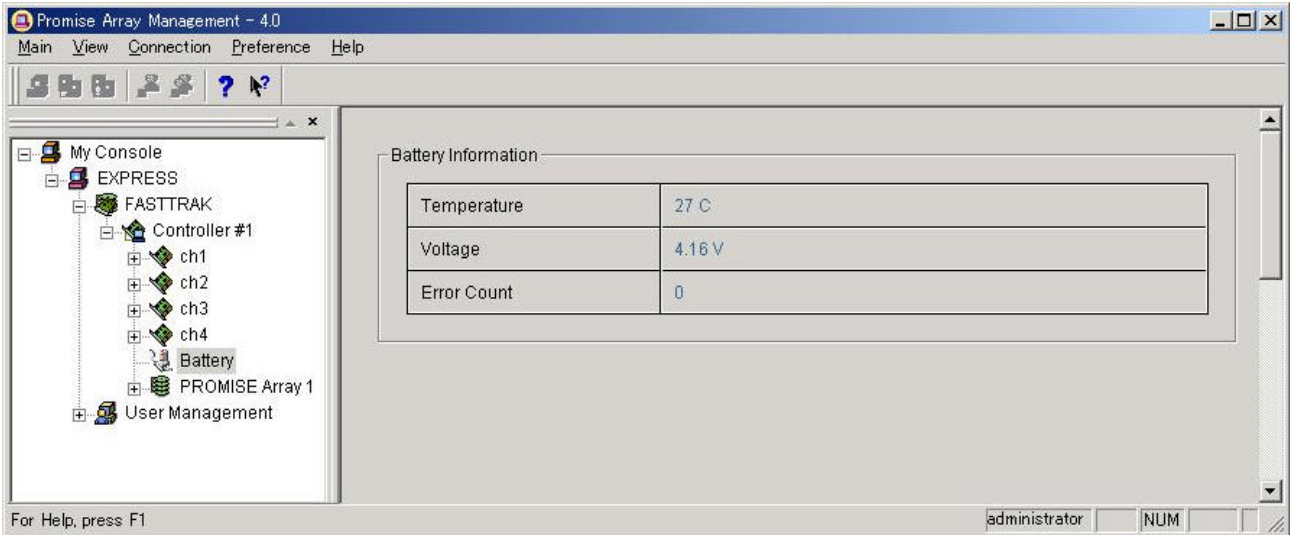 Promise Array Management - 4.0
Main View Connection Preference Help
My Console
EXPRESS
FASTTRAK
Controller #1
ch1
ch2
ch3
ch4
Battery
PROMISE Array 1
User Management
Battery Information
Temperature 27 C
Voltage 4.16 V
Error Count 0
For Help, press F1 administrator NUM